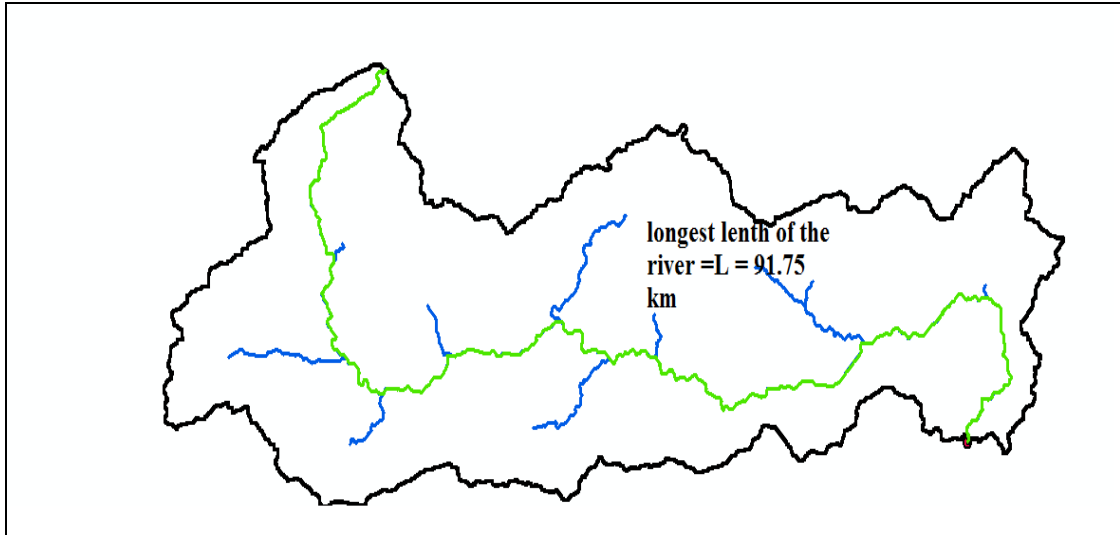 longest lenth of the
river =L = 91.75
km